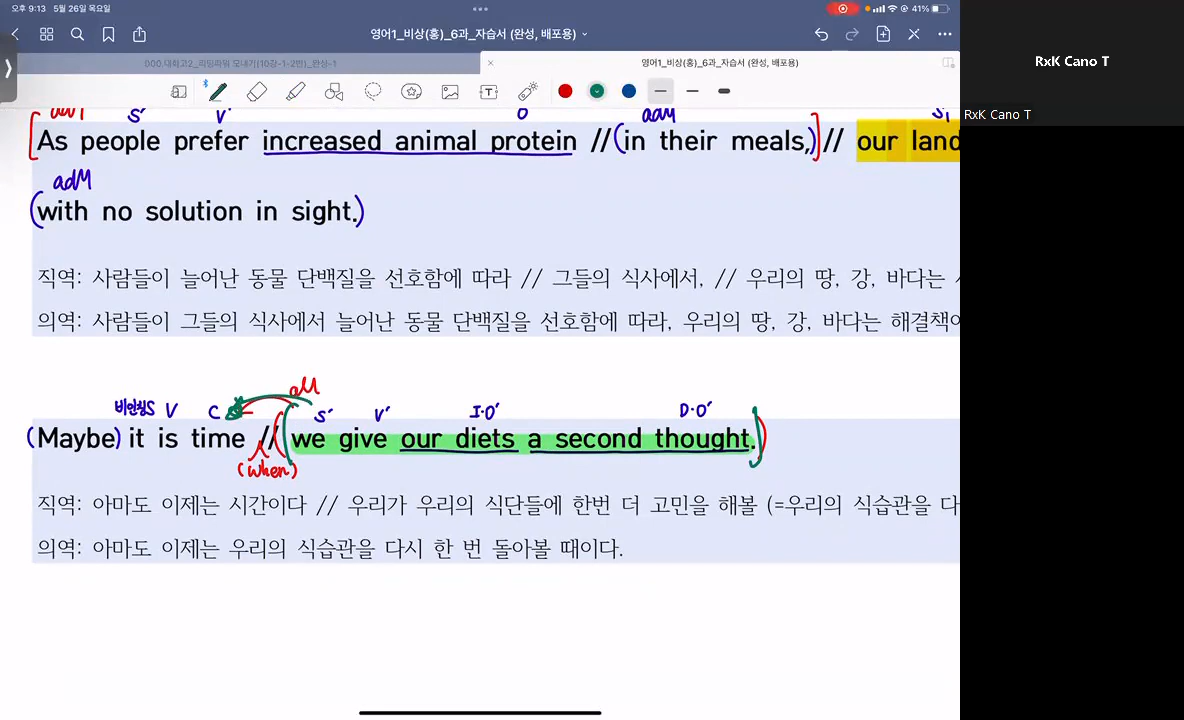 오후 9:13 5월 26일 목요일
41%
영어1_비상(홍)_6과_자습서 (완성, 배포용)
RxK Cano T
000.대학고2_리딩파워 모내기(10강-1-2반)_완성-1
영어1_비상(홍)_6과_자습서 (완성, 배포용)
RxK Cano T
S' V' O adM S₁
[As people prefer increased animal protein //(in their meals,)]// our land
adM
(with no solution in sight.)
직역: 사람들이 늘어난 동물 단백질을 선호함에 따라 // 그들의 식사에서, // 우리의 땅, 강, 바다는
의역: 사람들이 그들의 식사에서 늘어난 동물 단백질을 선호함에 따라, 우리의 땅, 강, 바다는 해결책이
aM
비인칭S V C S' V' I·O' D·O'
(Maybe) it is time // (we give our diets a second thought.)
(when)
직역: 아마도 이제는 시간이다 // 우리가 우리의 식단들에 한번 더 고민을 해볼 (=우리의 식습관을 다
의역: 아마도 이제는 우리의 식습관을 다시 한 번 돌아볼 때이다.